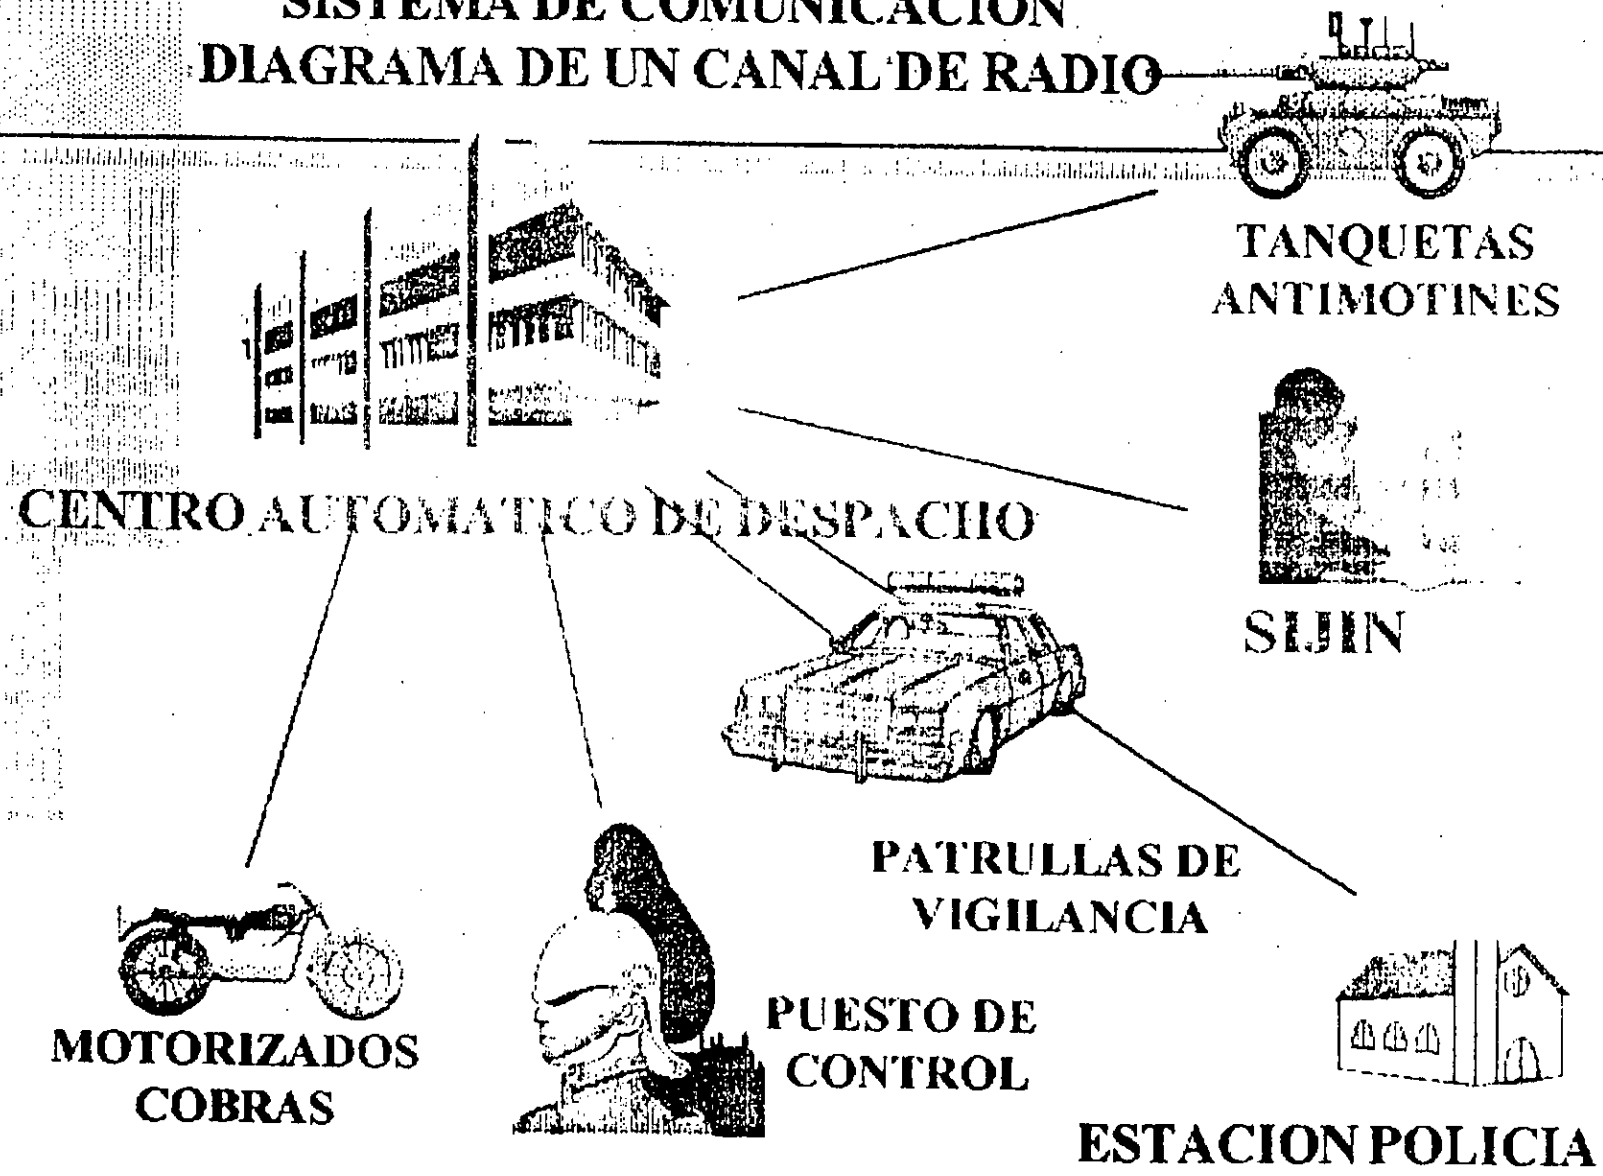 SISTEMA DE COMUNICACION
DIAGRAMA DE UN CANAL DE RADIO
TANQUETAS
ANTIMOTINES
CENTRO AUTOMATICO DE DESPACHO
SIJIN
PATRULLAS DE
VIGILANCIA
PUESTO DE
CONTROL
MOTORIZADOS
COBRAS
ESTACION POLICIA